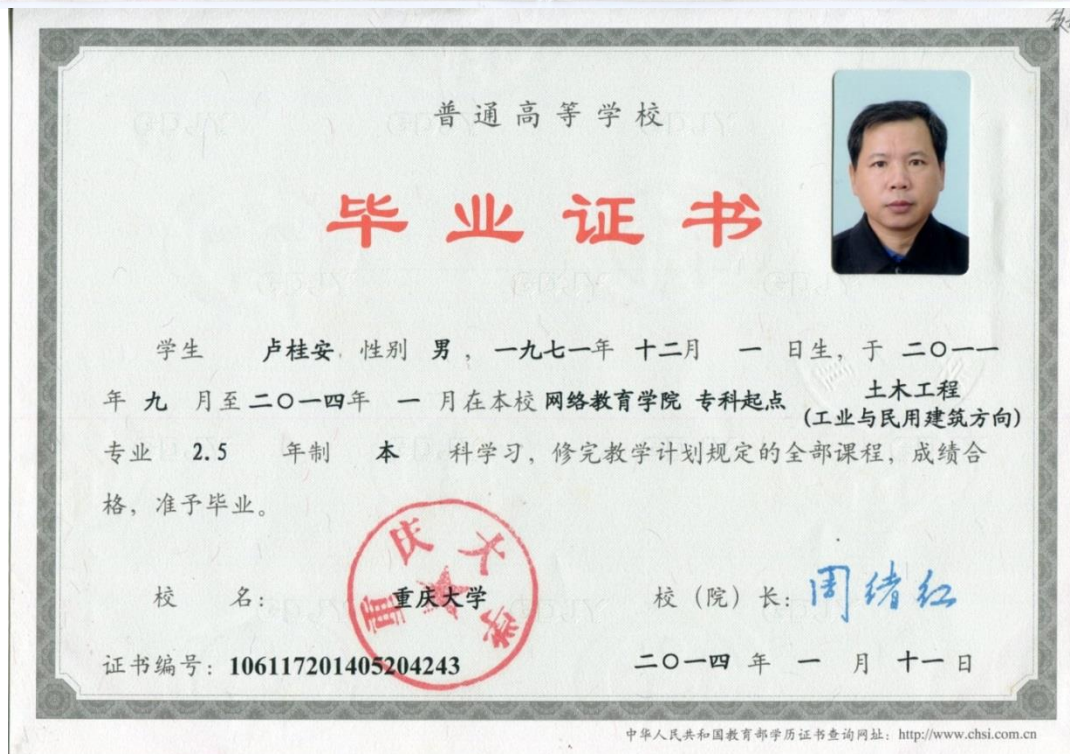 普通高等学校
毕业证书
学生 卢桂安 性别 男，一九七一年 十二月 一 日生，于 二〇一一
年 九 月至二〇一四年 一 月在本校 网络教育学院 专科起点 土木工程
(工业与民用建筑方向)
专业 2.5 年制 本 科学习，修完教学计划规定的全部课程，成绩合
格，准予毕业。
重庆大学
校 名： 重庆大学 校（院）长：周绪红
证书编号：106117201405204243 二〇一四 年 一 月 十一 日
中华人民共和国教育部学历证书查询网址：http://www.chsi.com.cn